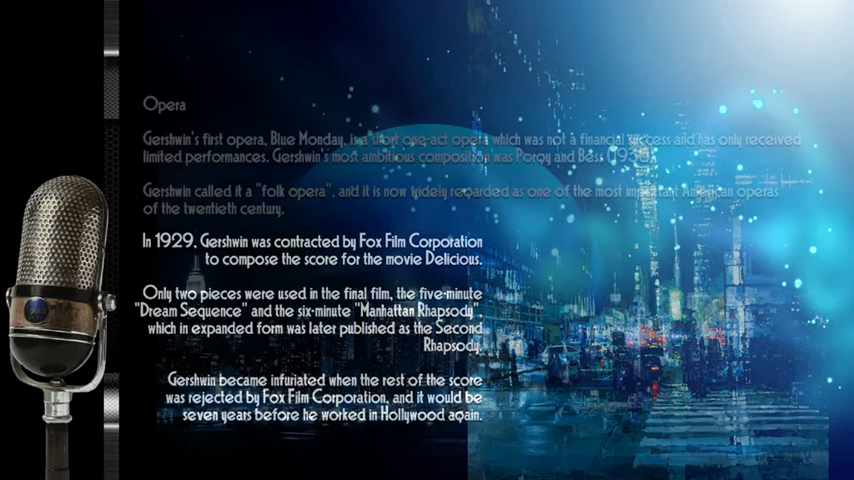 Opera
Gershwin's first opera, Blue Monday, is a short one-act opera which was not a financial success and has only received
limited performances. Gershwin's most ambitious composition was Porgy and Bess (1935).
Gershwin called it a "folk opera", and it is now widely regarded as one of the most important American operas
of the twentieth century.
In 1929, Gershwin was contracted by Fox Film Corporation
to compose the score for the movie Delicious.
Only two pieces were used in the final film, the five-minute
"Dream Sequence" and the six-minute "Manhattan Rhapsody",
which in expanded form was later published as the Second
Rhapsody.
Gershwin became infuriated when the rest of the score
was rejected by Fox Film Corporation, and it would be
seven years before he worked in Hollywood again.